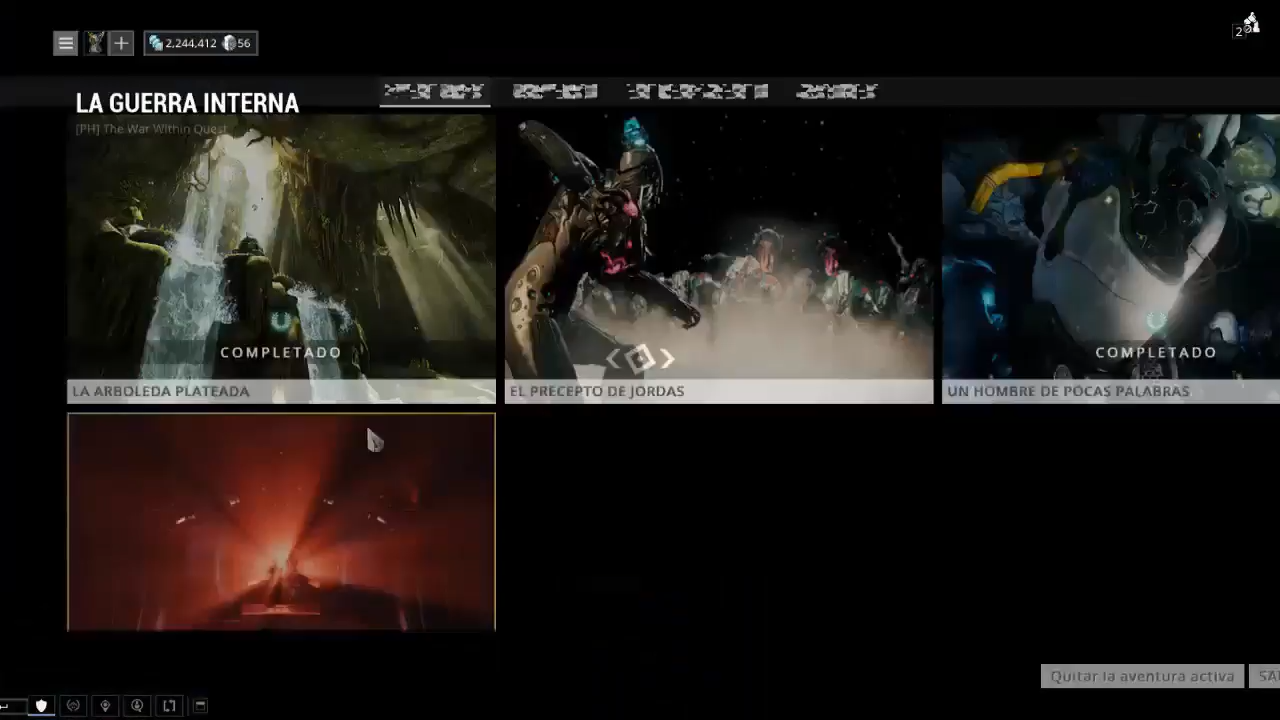 2,244,412 56
2
LA GUERRA INTERNA
[PH] The War Within Quest
COMPLETADO
COMPLETADO
LA ARBOLEDA PLATEADA
EL PRECEPTO DE JORDAS
UN HOMBRE DE POCAS PALABRAS
Quitar la aventura activa